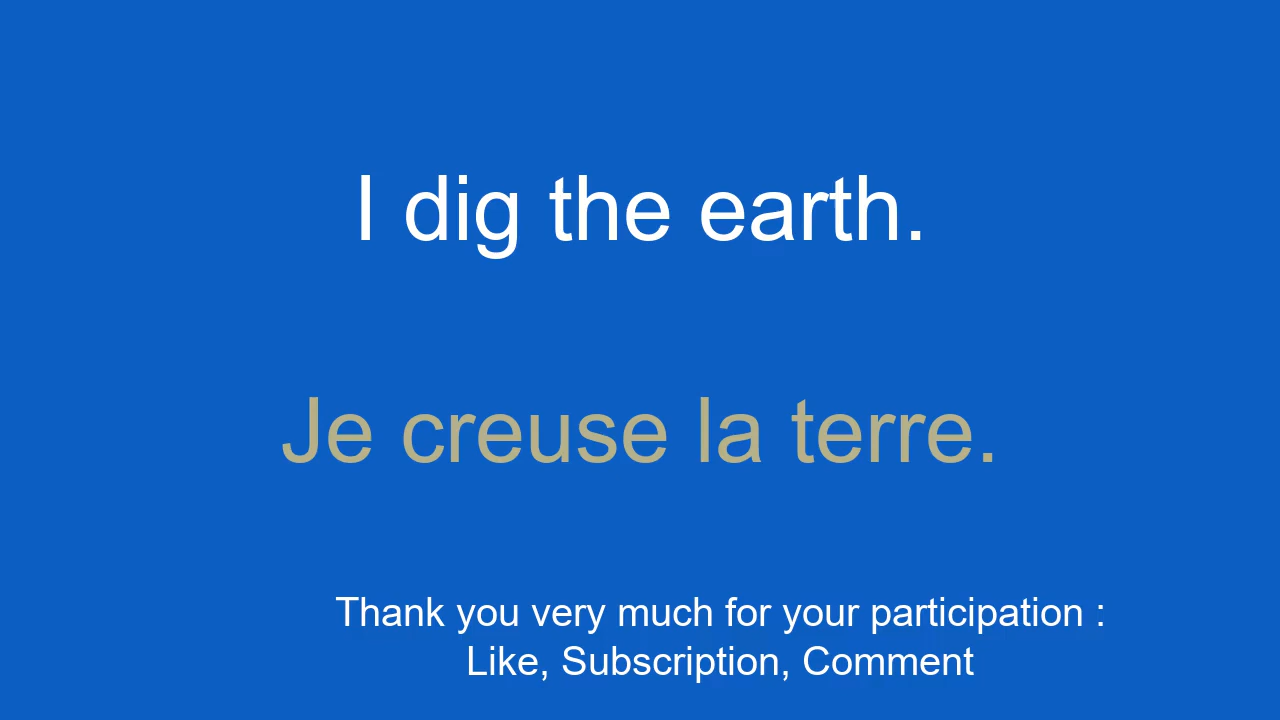 I dig the earth.
Je creuse la terre.
Thank you very much for your participation :
Like, Subscription, Comment